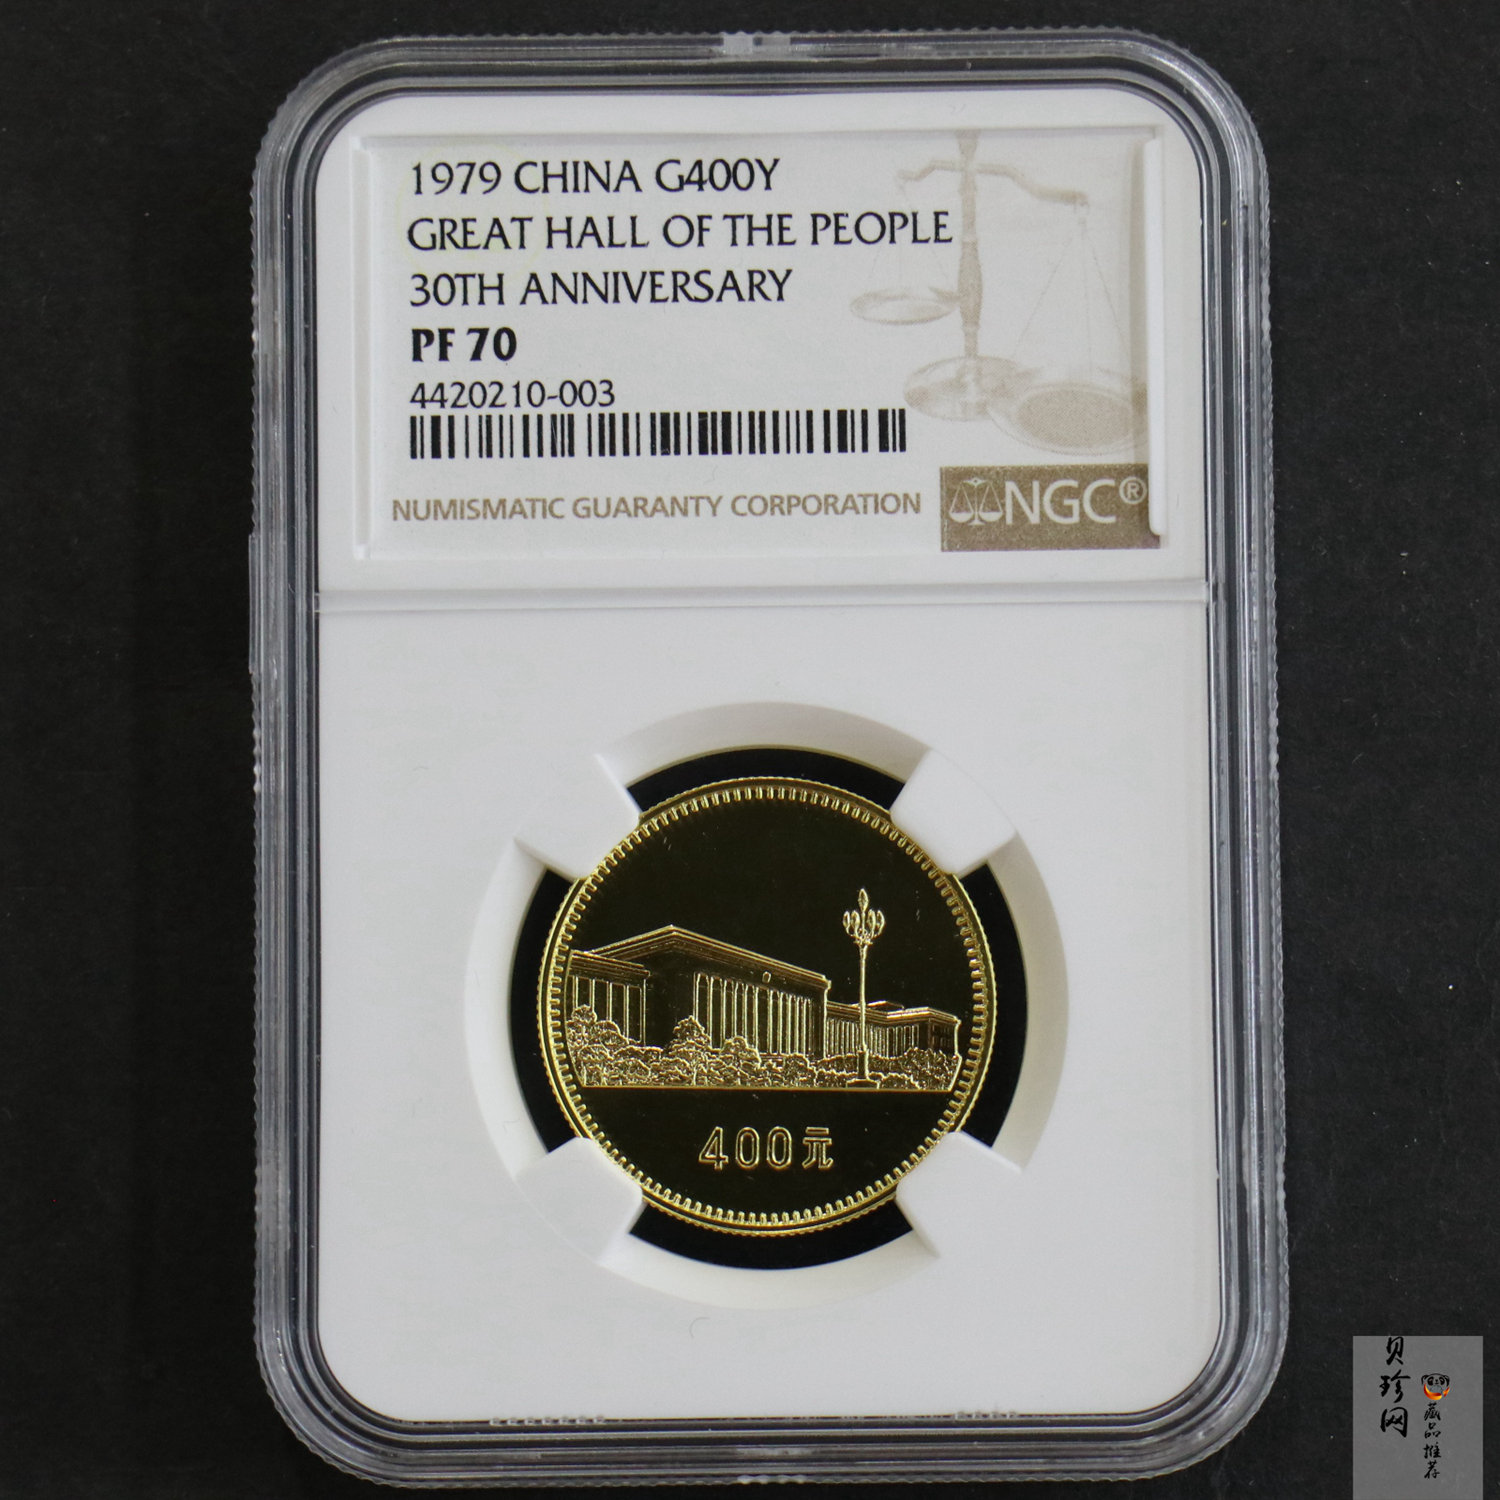 1979 CHINA G400Y
GREAT HALL OF THE PEOPLE
30TH ANNIVERSARY
PF 70
4420210-003
NUMISMATIC GUARANTY CORPORATION
NGC®
400元
贝珍网
藏品推荐